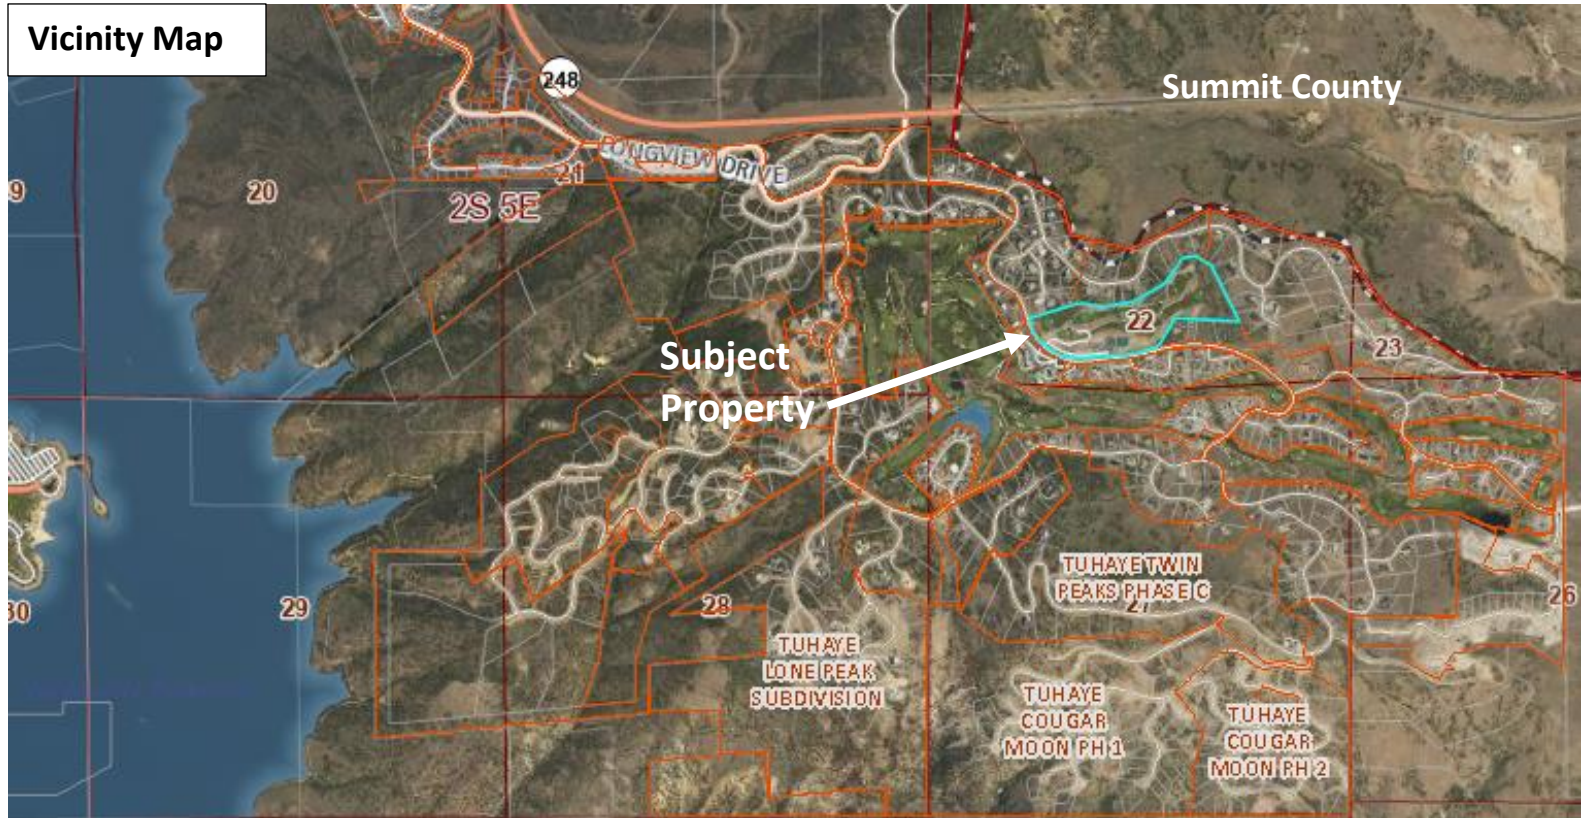 Vicinity Map
248
Summit County
LONGVIEW DRIVE
21
20
2S 5E
22
23
Subject
Property
TUHAYE TWIN
PEAKS PHASE C
27
26
30
29
28
TUHAYE
LONE PEAK
SUBDIVISION
TUHAYE
COUGAR
MOON PH 1
TUHAYE
COUGAR
MOON PH 2